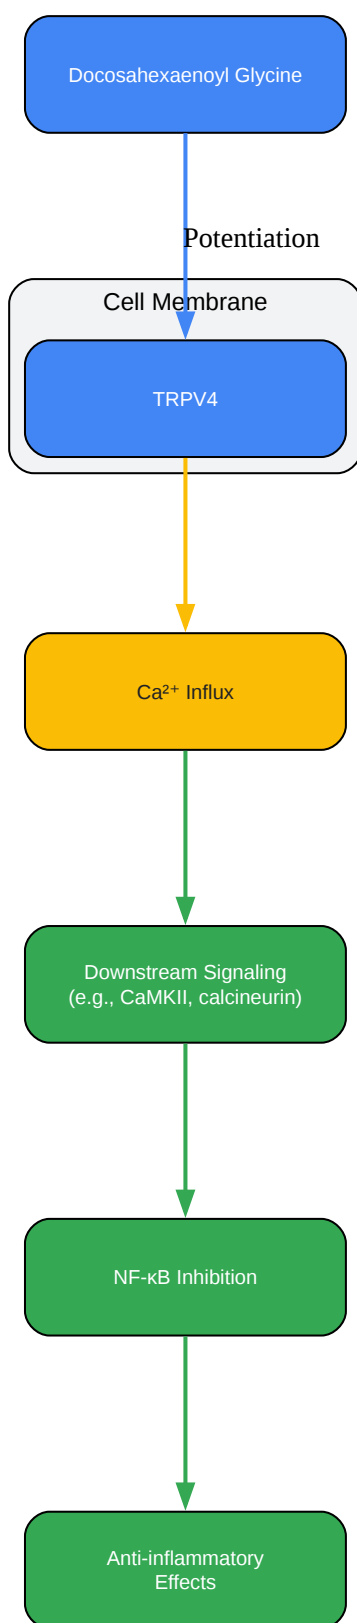 Docosahexaenoyl Glycine
Potentiation
Cell Membrane
TRPV4
Ca²⁺ Influx
Downstream Signaling
(e.g., CaMKII, calcineurin)
NF-κB Inhibition
Anti-inflammatory
Effects